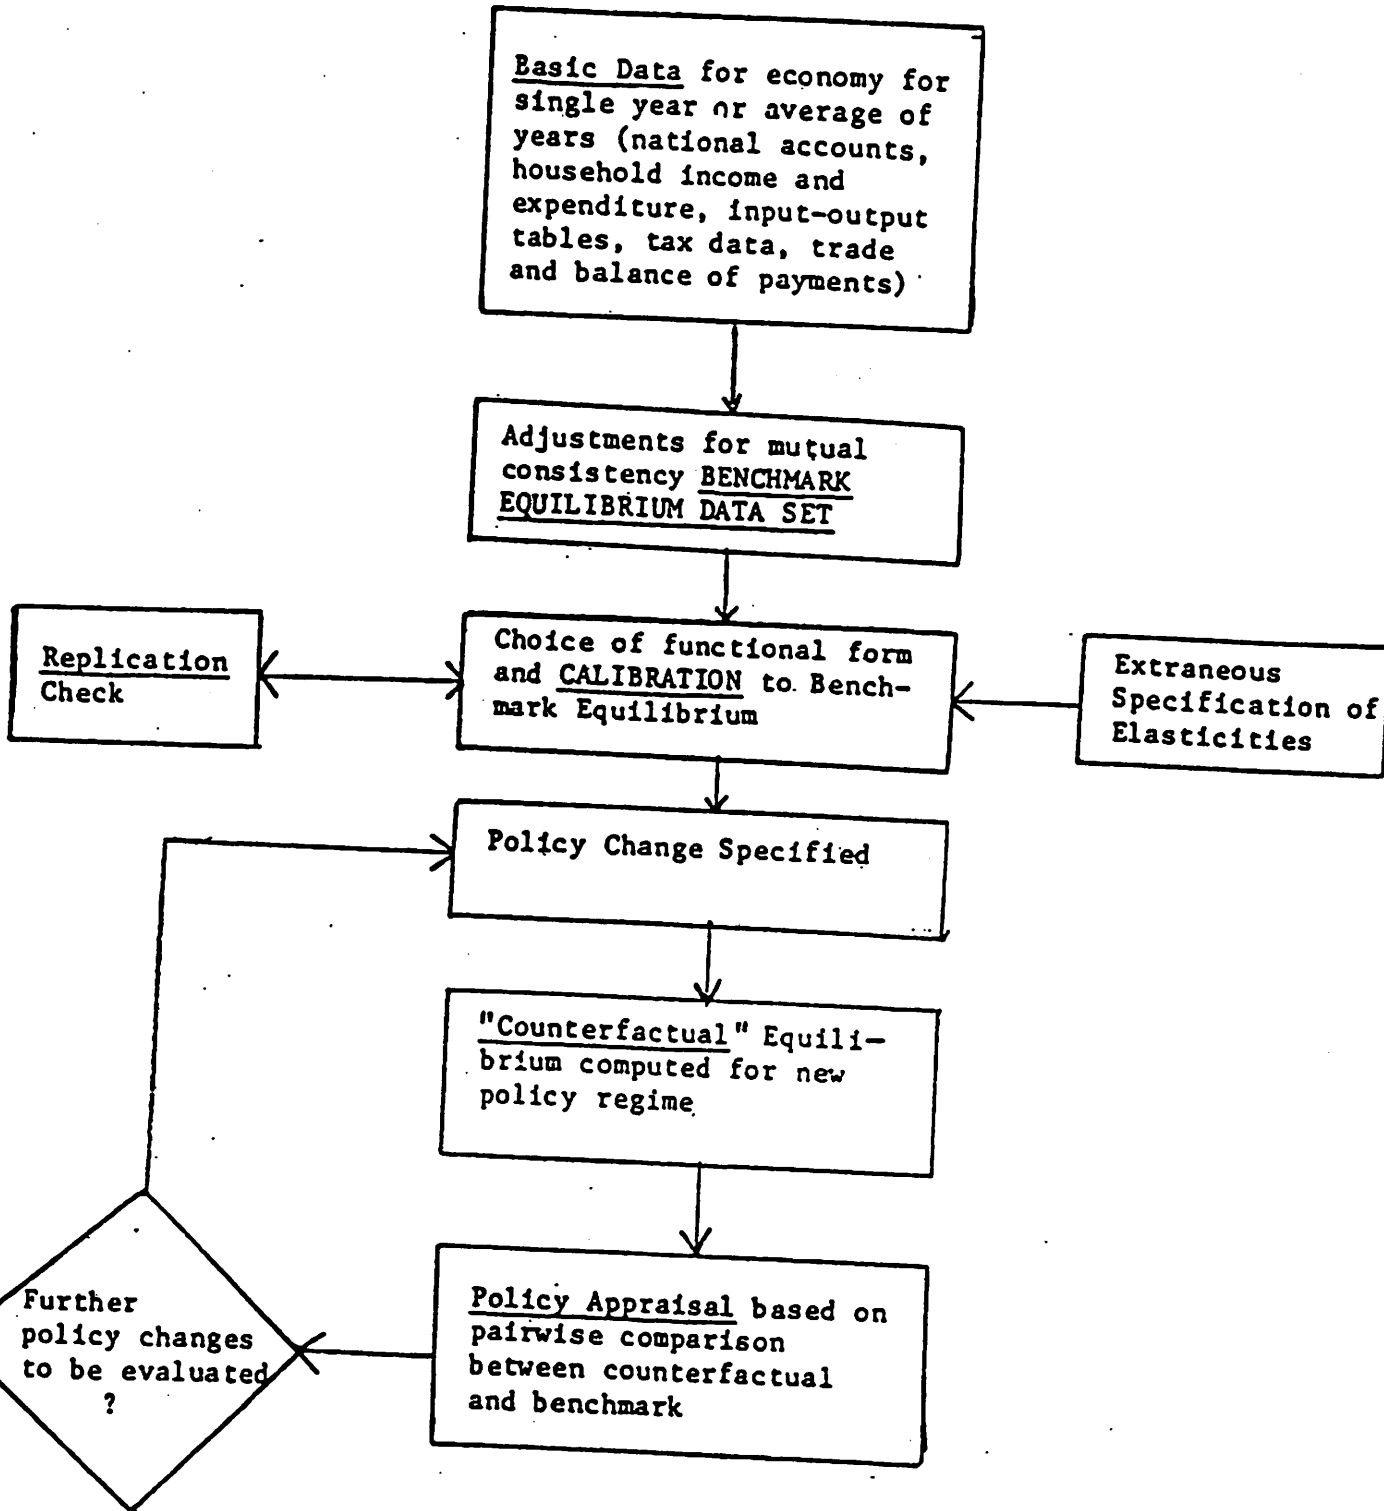 Basic Data for economy for
single year or average of
years (national accounts,
household income and
expenditure, input-output
tables, tax data, trade
and balance of payments)
Adjustments for mutual
consistency BENCHMARK
EQUILIBRIUM DATA SET
Replication
Check
Choice of functional form
and CALIBRATION to Bench-
mark Equilibrium
Extraneous
Specification of
Elasticities
Policy Change Specified
"Counterfactual" Equili-
brium computed for new
policy regime
Further
policy changes
to be evaluated
?
Policy Appraisal based on
pairwise comparison
between counterfactual
and benchmark